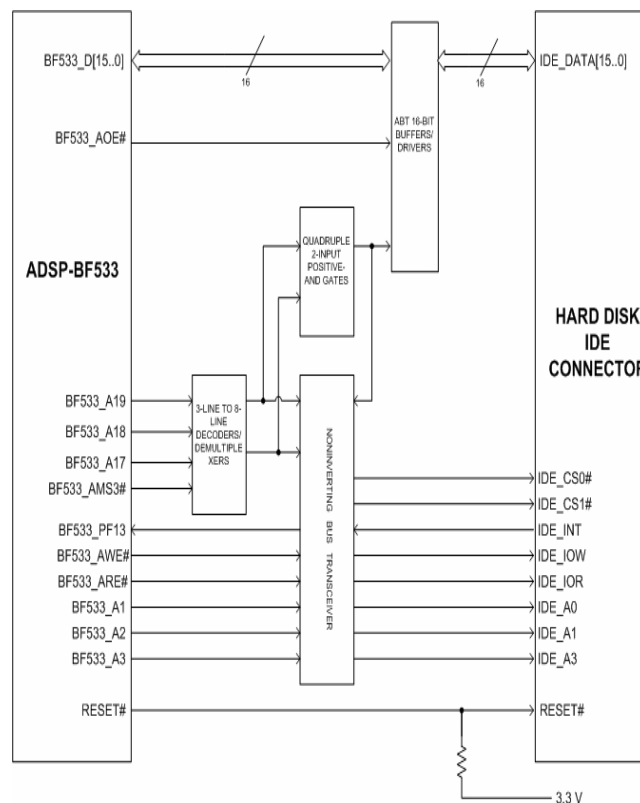 BF533_D[15..0]
16
16
IDE_DATA[15..0]
BF533_AOE#
ABT 16-BIT
BUFFERS/
DRIVERS
ADSP-BF533
QUADRUPLE
2-INPUT
POSITIVE-
AND GATES
HARD DISK
IDE
CONNECTOR
BF533_A19
BF533_A18
BF533_A17
BF533_AMS3#
3-LINE TO 8-
LINE
DECODERS/
DEMULTIPLE
XERS
NONINVERTING BUS TRANSCEIVER
BF533_PF13
BF533_AWE#
BF533_ARE#
BF533_A1
BF533_A2
BF533_A3
RESET#
IDE_CS0#
IDE_CS1#
IDE_INT
IDE_IOW
IDE_IOR
IDE_A0
IDE_A1
IDE_A3
RESET#
3.3 V